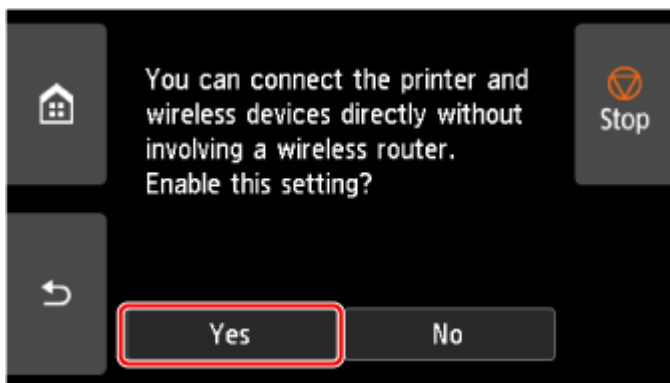 You can connect the printer and
wireless devices directly without
involving a wireless router.
Enable this setting?
Stop
Yes
No